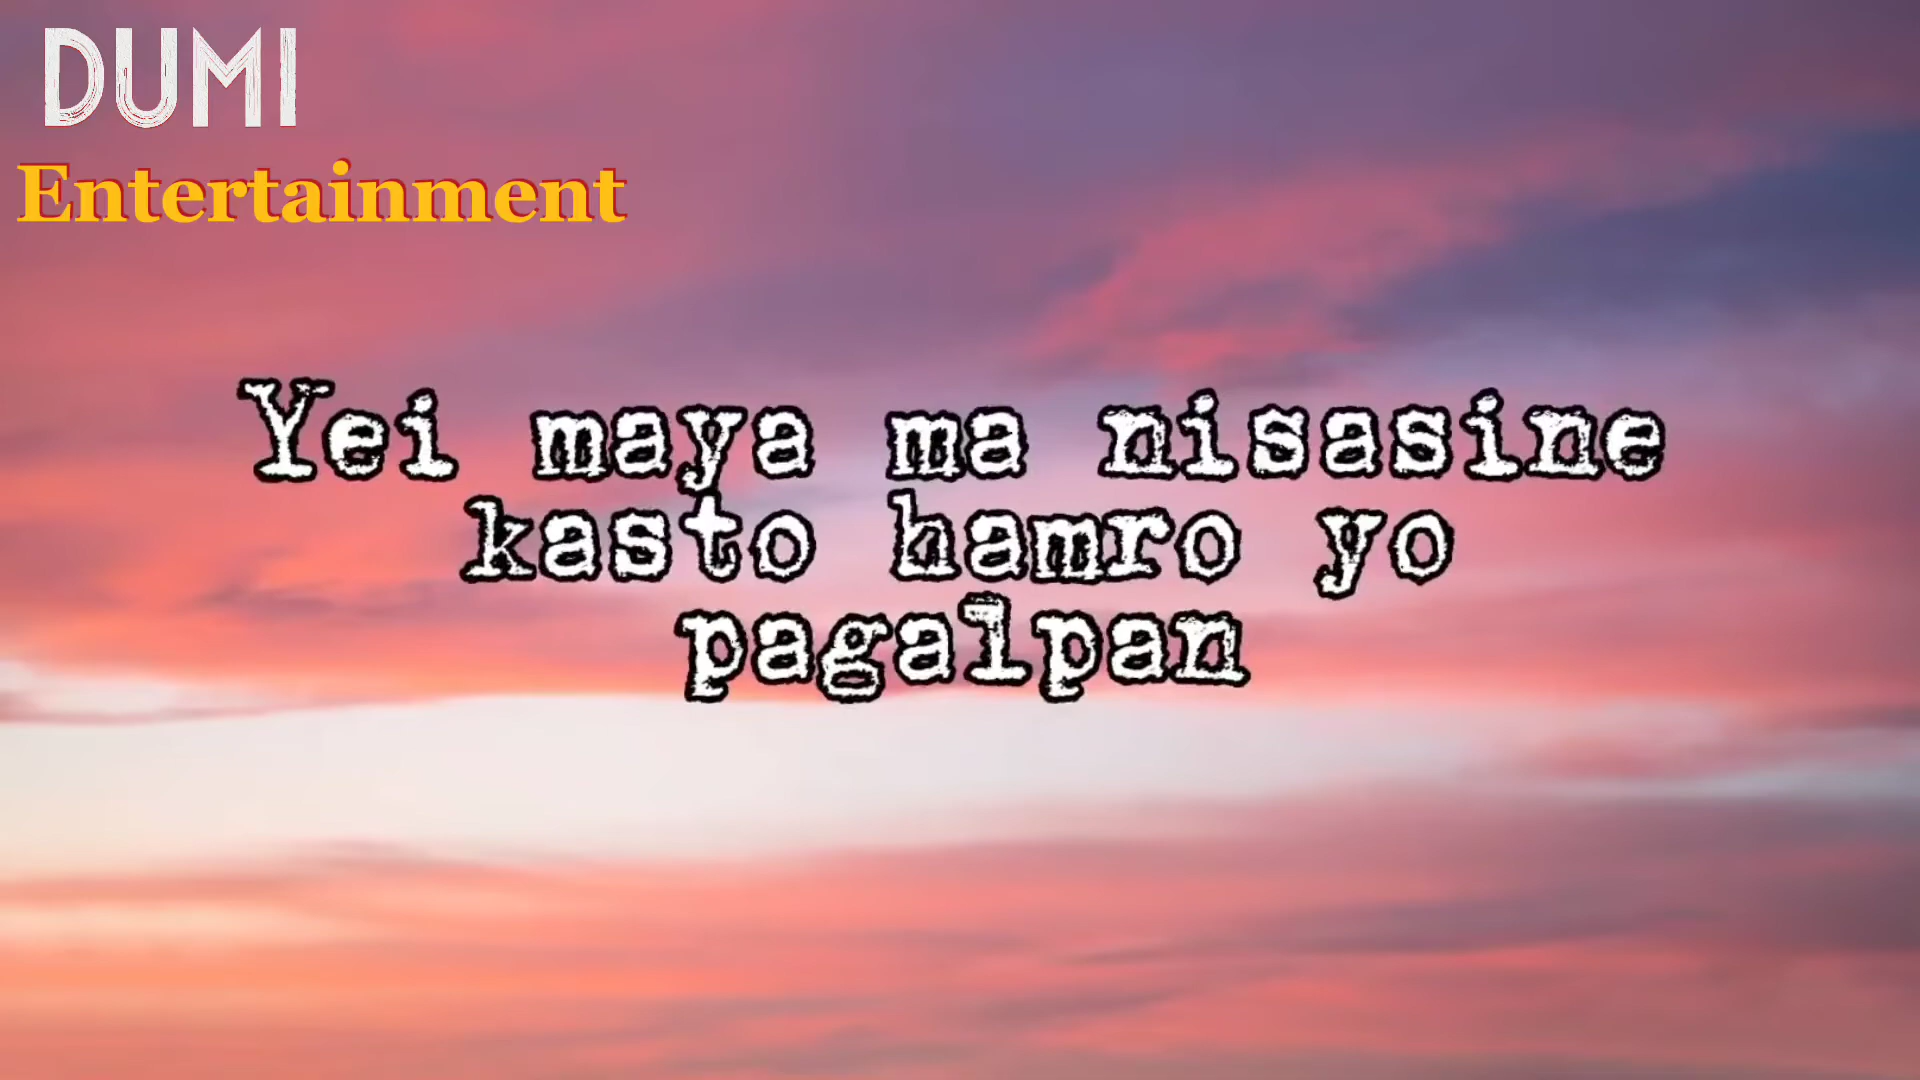 DUMI
Entertainment
Yei maya ma nisasine
kasto hamro yo
pagalpan